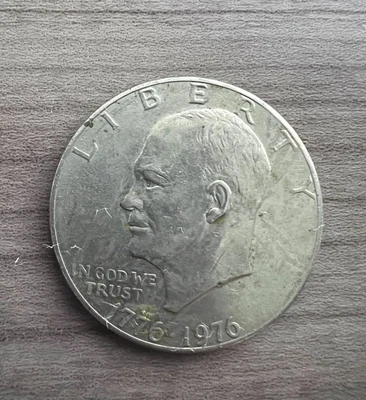 LIBERTY
IN GOD WE
TRUST
1776-1976